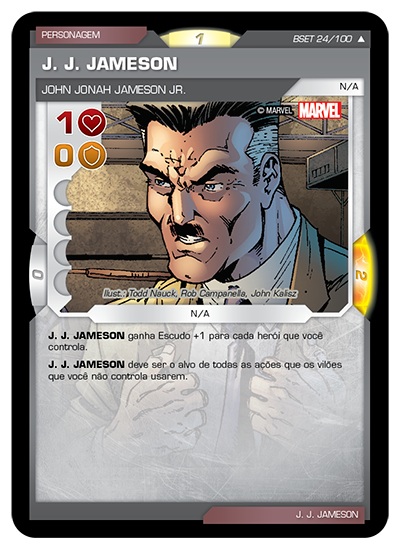 PERSONAGEM
1
BSET 24/100 ▲
J. J. JAMESON
JOHN JONAH JAMESON JR.
N/A
© MARVEL MARVEL
1
0
0
2
Ilust.: Todd Nauck, Rob Campanella, John Kalisz
N/A
J. J. JAMESON ganha Escudo +1 para cada herói que você
controla.
J. J. JAMESON deve ser o alvo de todas as ações que os vilões
que você não controla usarem.
J. J. JAMESON